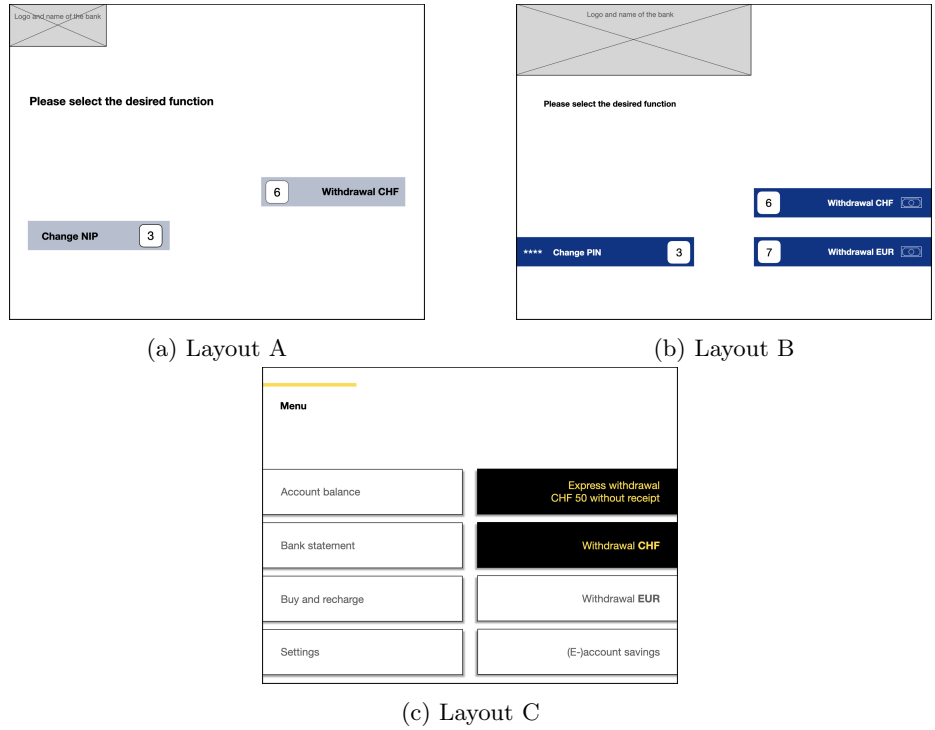 Logo and name of the bank
Please select the desired function
6 Withdrawal CHF
Change NIP 3
(a) Layout A
Logo and name of the bank
Please select the desired function
6 Withdrawal CHF
**** Change PIN 3
7 Withdrawal EUR
(b) Layout B
Menu
Account balance
Express withdrawal
CHF 50 without receipt
Bank statement
Withdrawal CHF
Buy and recharge
Withdrawal EUR
Settings
(E-)account savings
(c) Layout C